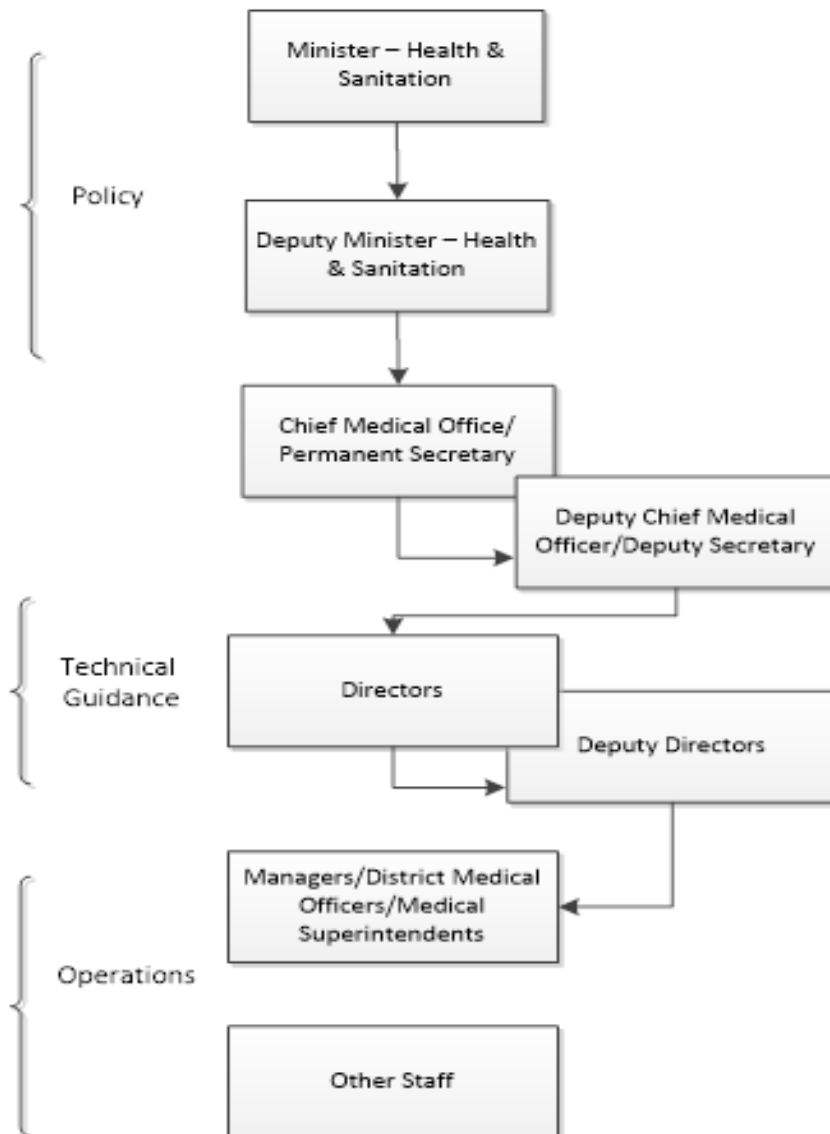 Minister – Health &
Sanitation
Policy
Deputy Minister – Health
& Sanitation
Chief Medical Office/
Permanent Secretary
Deputy Chief Medical
Officer/Deputy Secretary
Technical
Guidance
Directors
Deputy Directors
Managers/District Medical
Officers/Medical
Superintendents
Operations
Other Staff